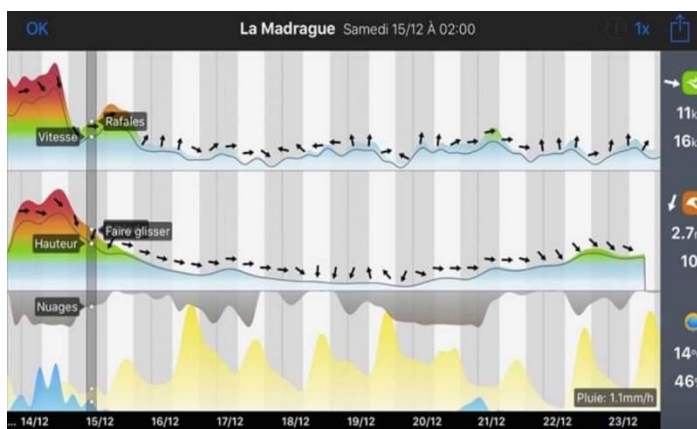 OK
La Madrague Samedi 15/12 À 02:00
1x
Rafales
Vitesse
11k
16k
Faire glisser
Hauteur
2.7
10
Nuages
14°
46
Pluie: 1.1mm/h
... 14/12 15/12 16/12 17/12 18/12 19/12 20/12 21/12 22/12 23/12